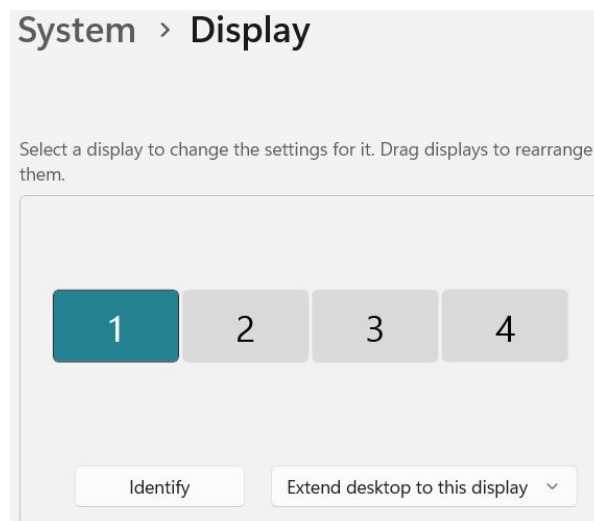 System > Display
Select a display to change the settings for it. Drag displays to rearrange
them.
1 2 3 4
Identify Extend desktop to this display